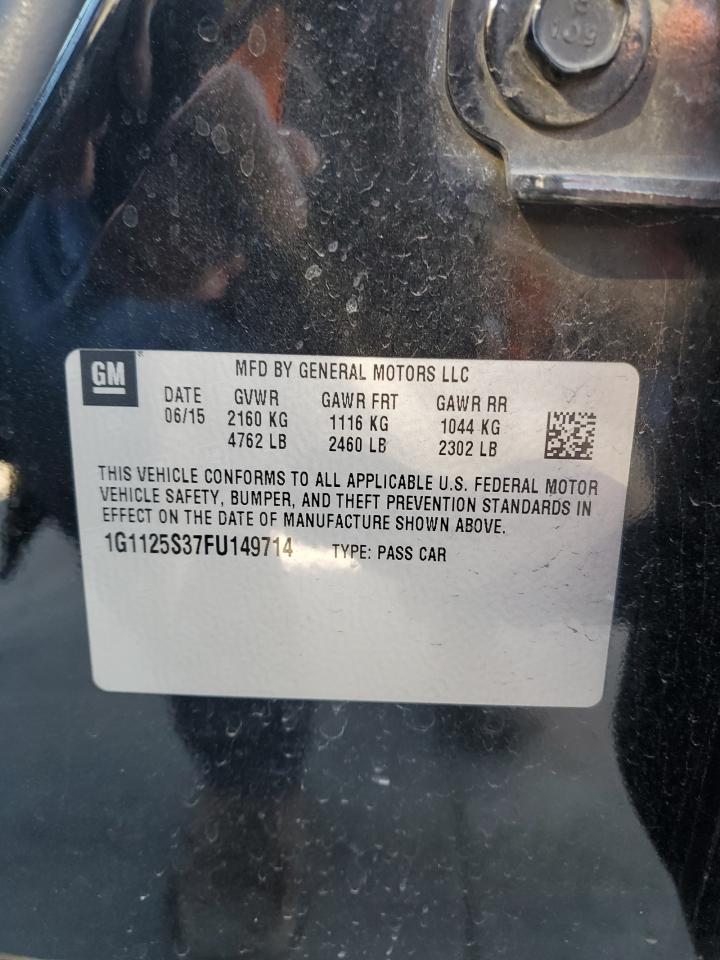 GM
MFD BY GENERAL MOTORS LLC
DATE GVWR GAWR FRT GAWR RR
06/15 2160 KG 1116 KG 1044 KG
4762 LB 2460 LB 2302 LB
THIS VEHICLE CONFORMS TO ALL APPLICABLE U.S. FEDERAL MOTOR
VEHICLE SAFETY, BUMPER, AND THEFT PREVENTION STANDARDS IN
EFFECT ON THE DATE OF MANUFACTURE SHOWN ABOVE.
1G1125S37FU149714 TYPE: PASS CAR